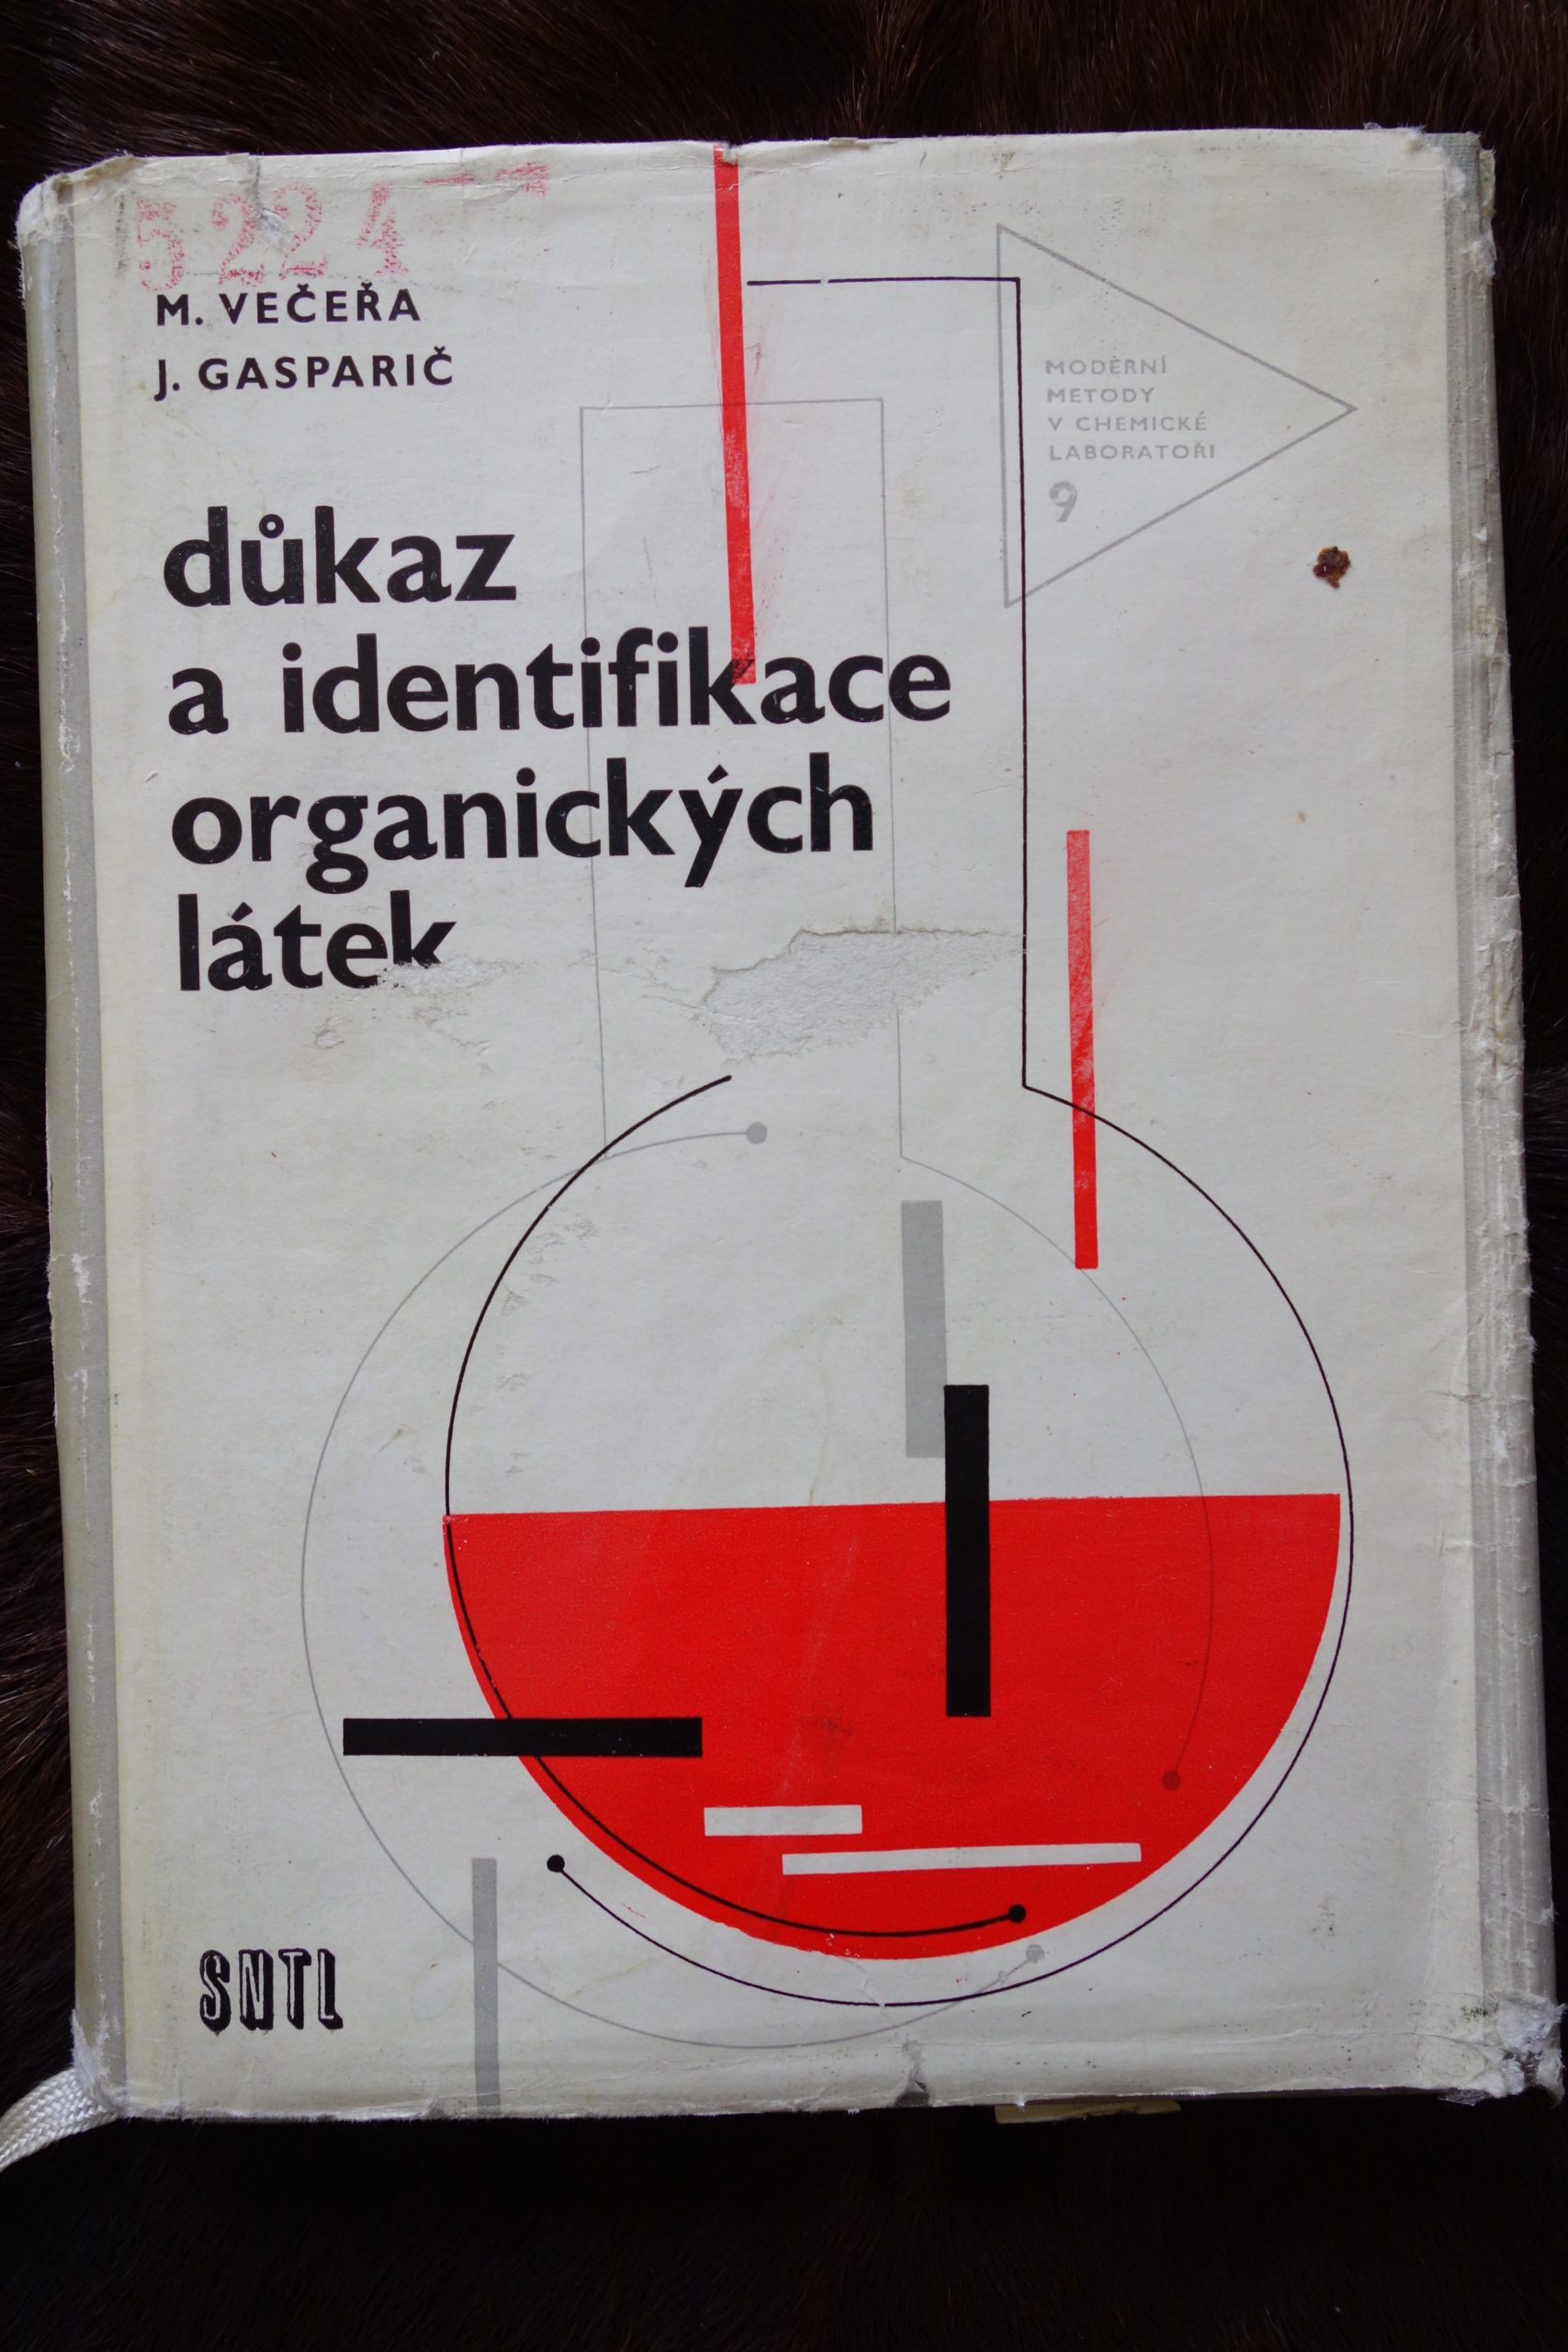 5224
M. VEČEŘA
J. GASPARIČ
MODERNÍ
METODY
V CHEMICKÉ
LABORATOŘI
9
důkaz
a identifikace
organických
látek
SNTL